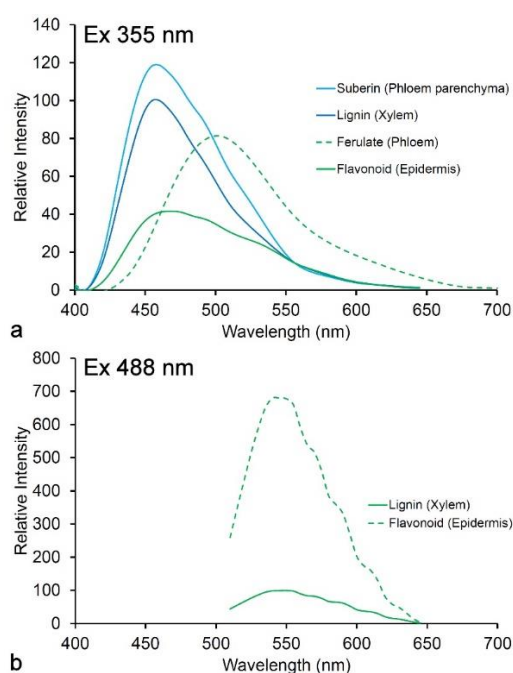 Ex 355 nm
140
120
100
80
60
40
20
0
Relative Intensity
Suberin (Phloem parenchyma)
Lignin (Xylem)
Ferulate (Phloem)
Flavonoid (Epidermis)
400 450 500 550 600 650 700
Wavelength (nm)
a
Ex 488 nm
800
700
600
500
400
300
200
100
0
Relative Intensity
Lignin (Xylem)
Flavonoid (Epidermis)
400 450 500 550 600 650 700
Wavelength (nm)
b